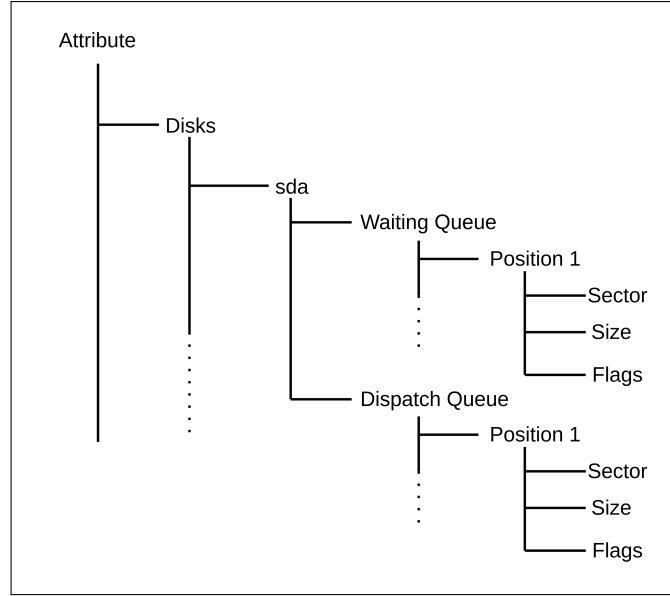 Attribute
Disks
sda
Waiting Queue
Position 1
Sector
Size
Flags
Dispatch Queue
Position 1
Sector
Size
Flags